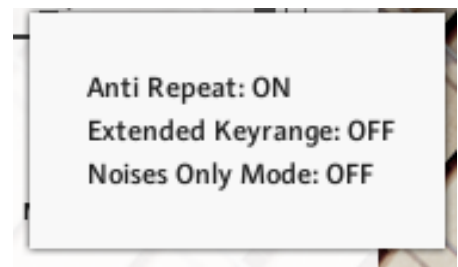 Anti Repeat: ON
Extended Keyrange: OFF
Noises Only Mode: OFF